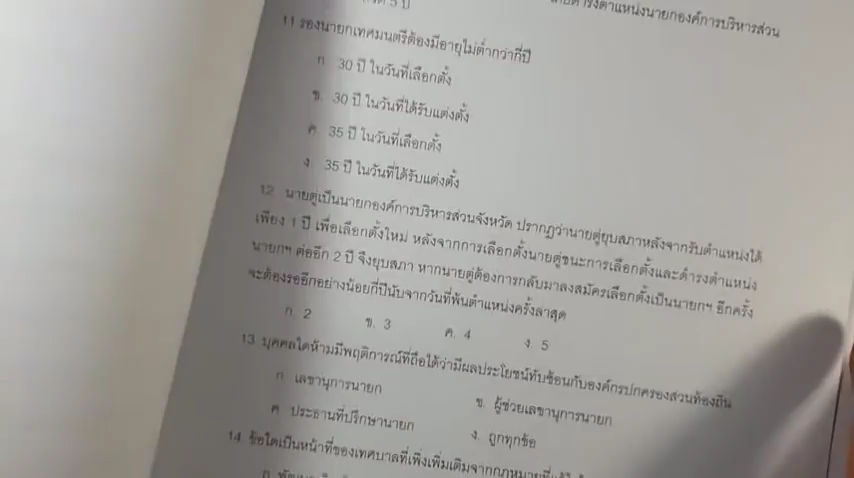 5 ปี
ดำรงตำแหน่งนายกองค์การบริหารส่วน
11 รองนายกเทศมนตรีต้องมีอายุไม่ต่ำกว่ากี่ปี
ก 30 ปี ในวันที่เลือกตั้ง
ข. 30 ปี ในวันที่ได้รับแต่งตั้ง
ค. 35 ปี ในวันที่เลือกตั้ง
ง 35 ปี ในวันที่ได้รับแต่งตั้ง
12 นายตู่เป็นนายกองค์การบริหารส่วนจังหวัด ปรากฏว่านายตู่ยุบสภาหลังจากรับตำแหน่งได้
เพียง 1 ปี เพื่อเลือกตั้งใหม่ หลังจากการเลือกตั้งนายตู่ชนะการเลือกตั้งและดำรงตำแหน่ง
นายกฯ ต่ออีก 2 ปี จึงยุบสภา หากนายตู่ต้องการกลับมาลงสมัครเลือกตั้งเป็นนายกฯ อีกครั้ง
จะต้องรออีกอย่างน้อยกี่ปีนับจากวันที่พ้นตำแหน่งครั้งล่าสุด
ก. 2 ข. 3 ค. 4 ง. 5
13. บุคคลใดห้ามมีพฤติการณ์ที่ถือได้ว่ามีผลประโยชน์ทับซ้อนกับองค์กรปกครองส่วนท้องถิ่น
ก เลขานุการนายก ข. ผู้ช่วยเลขานุการนายก
ค ประธานที่ปรึกษานายก ง. ถูกทุกข้อ
14. ข้อใดเป็นหน้าที่ของเทศบาลที่เพิ่งเพิ่มเติมจากกฎหมายที่